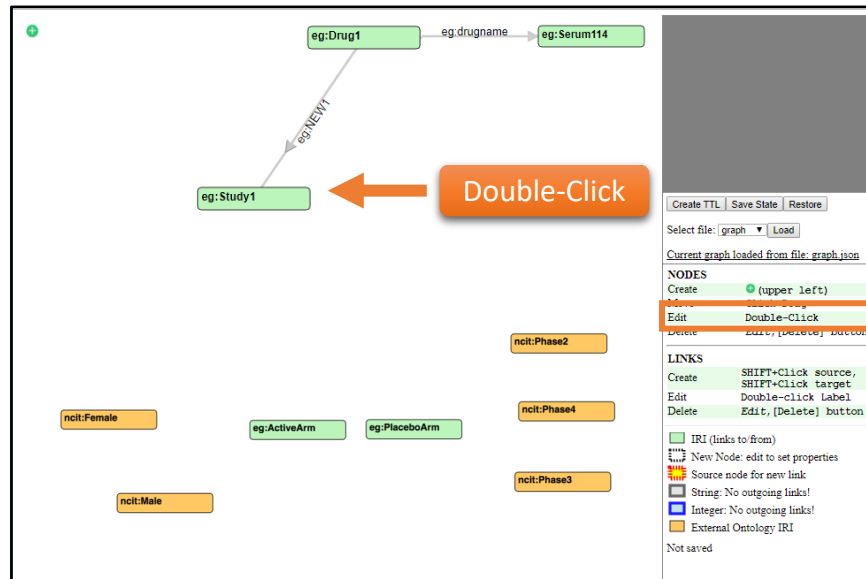 eg:Drug1
eg:drugname
eg:Serum114
eg:NEW1
eg:Study1
Double-Click
ncit:Phase2
ncit:Female
ncit:Phase4
eg:ActiveArm
eg:PlaceboArm
ncit:Phase3
ncit:Male
Create TTL Save State Restore
Select file: graph Load
Current graph loaded from file: graph.json
NODES
Create (upper left)
Edit Double-Click
Delete Edit,[Delete] button
LINKS
Create SHIFT+Click source,
SHIFT+Click target
Edit Double-click Label
Delete Edit,[Delete] button
IRI (links to/from)
New Node: edit to set properties
Source node for new link
String: No outgoing links!
Integer: No outgoing links!
External Ontology IRI
Not saved